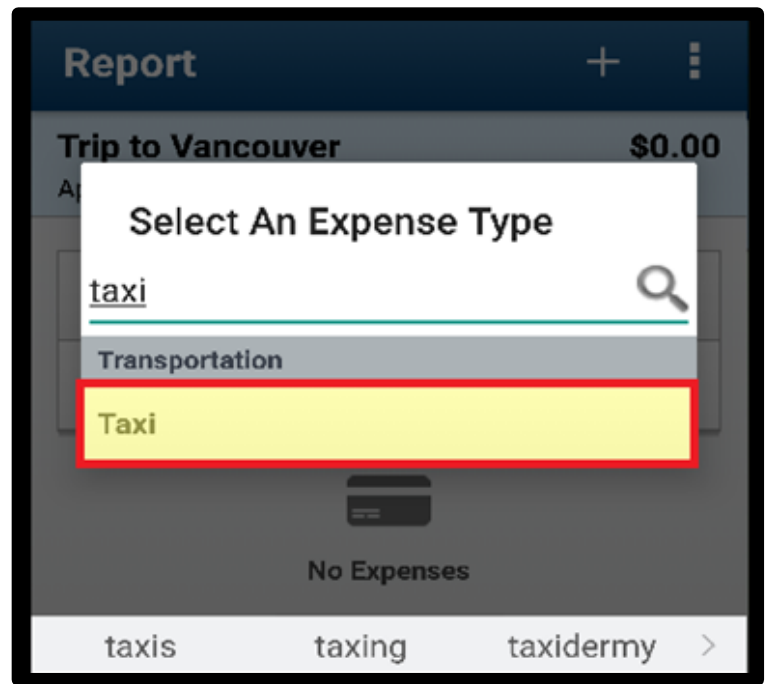 Report
Trip to Vancouver $0.00
Select An Expense Type
taxi
Transportation
Taxi
No Expenses
taxis taxing taxidermy